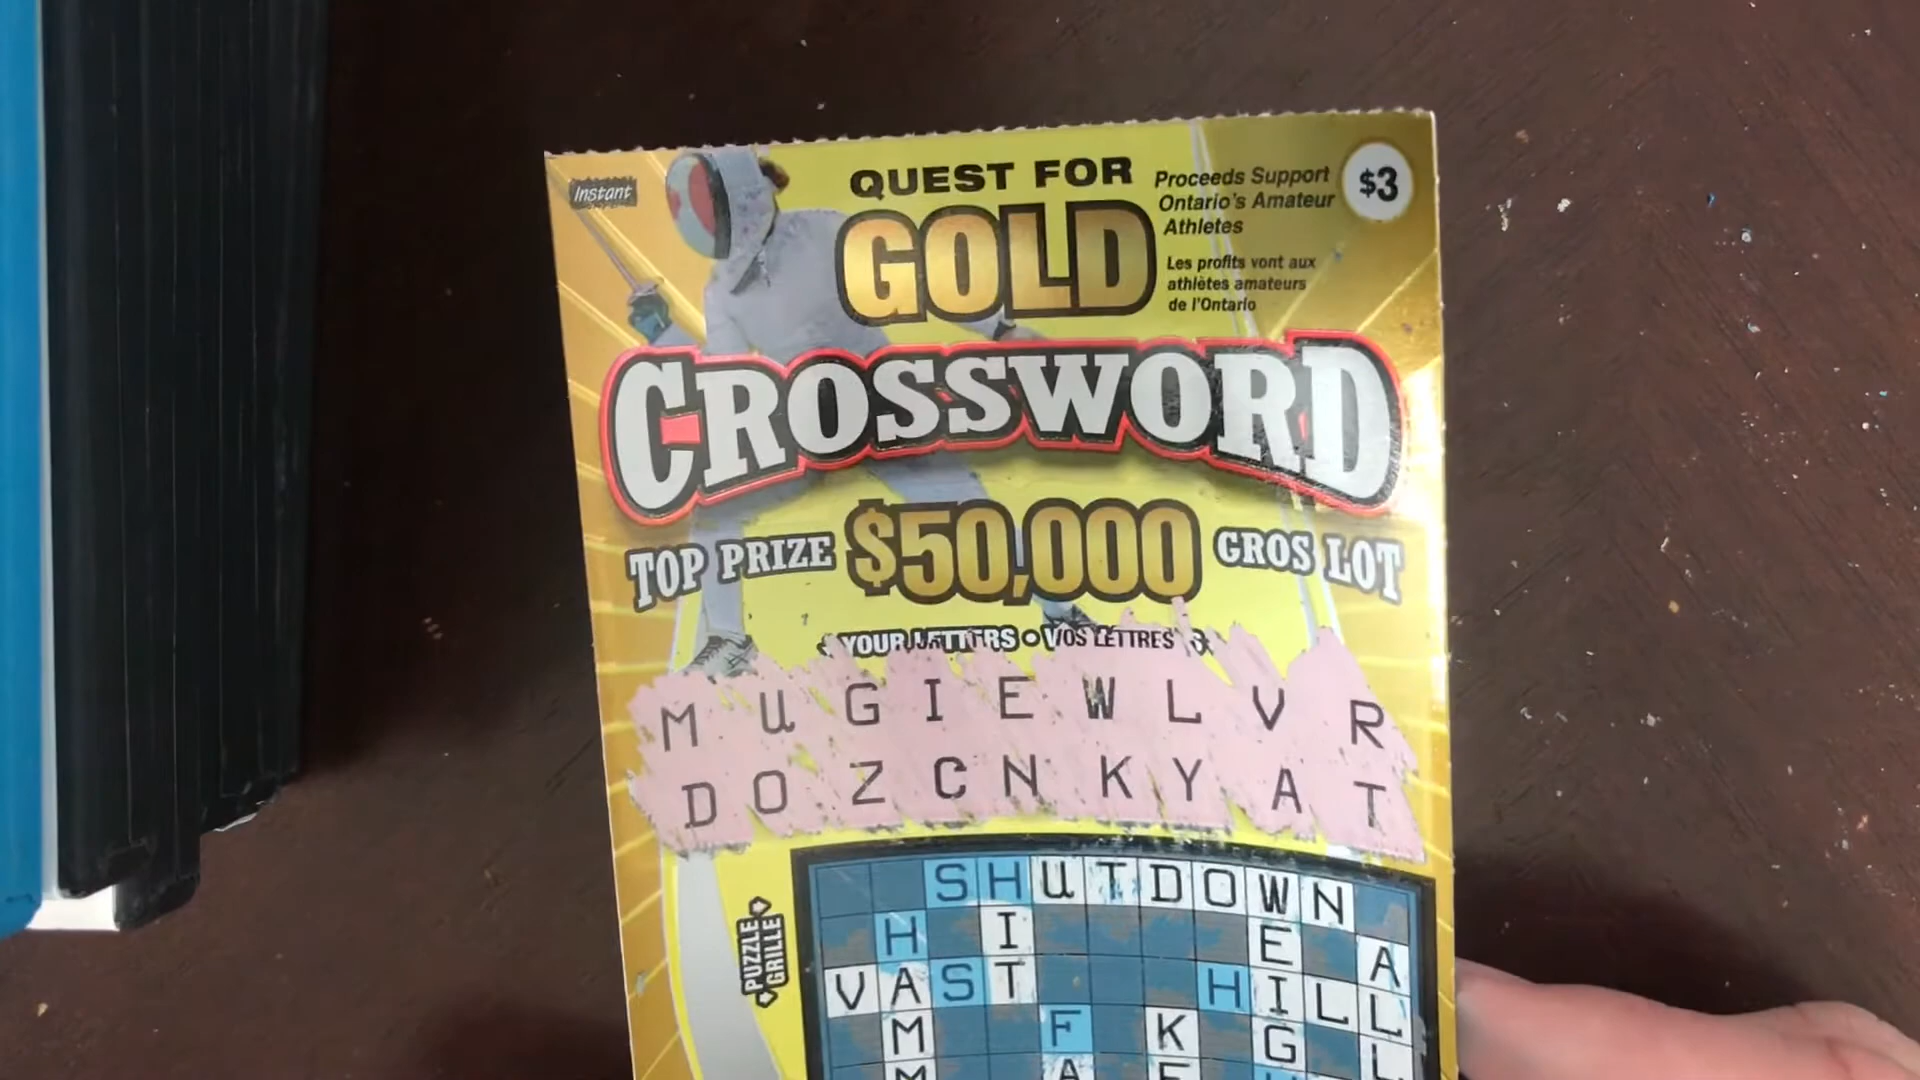 Instant
QUEST FOR
GOLD
Proceeds Support
Ontario's Amateur
Athletes
Les profits vont aux
athlètes amateurs
de l'Ontario
$3
CROSSWORD
TOP PRIZE $50,000 GROS LOT
YOUR LETTERS • VOS LETTRES
M U G I E W L V R
D O Z C N K Y A T
PUZZLE
GRILLE
SHUTDOWN
H I E A
VAST HILL
M F K G L
M A E